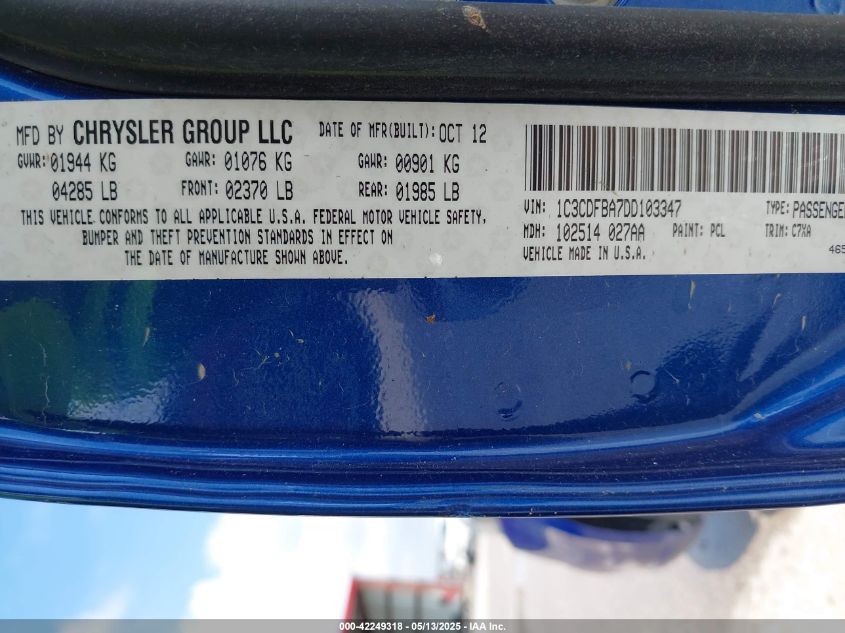 MFD BY CHRYSLER GROUP LLC DATE OF MFR(BUILT): OCT 12
GVWR: 01944 KG GAWR: 01076 KG GAWR: 00901 KG
04285 LB FRONT: 02370 LB REAR: 01985 LB
THIS VEHICLE CONFORMS TO ALL APPLICABLE U.S.A. FEDERAL MOTOR VEHICLE SAFETY,
BUMPER AND THEFT PREVENTION STANDARDS IN EFFECT ON
THE DATE OF MANUFACTURE SHOWN ABOVE.
VIN: 1C3CDFBA7DD103347 TYPE: PASSENGE
MDH: 102514 027AA PAINT: PCL TRIM: C7XA
VEHICLE MADE IN U.S.A. 465
000-42249318 - 05/13/2025 - IAA Inc.